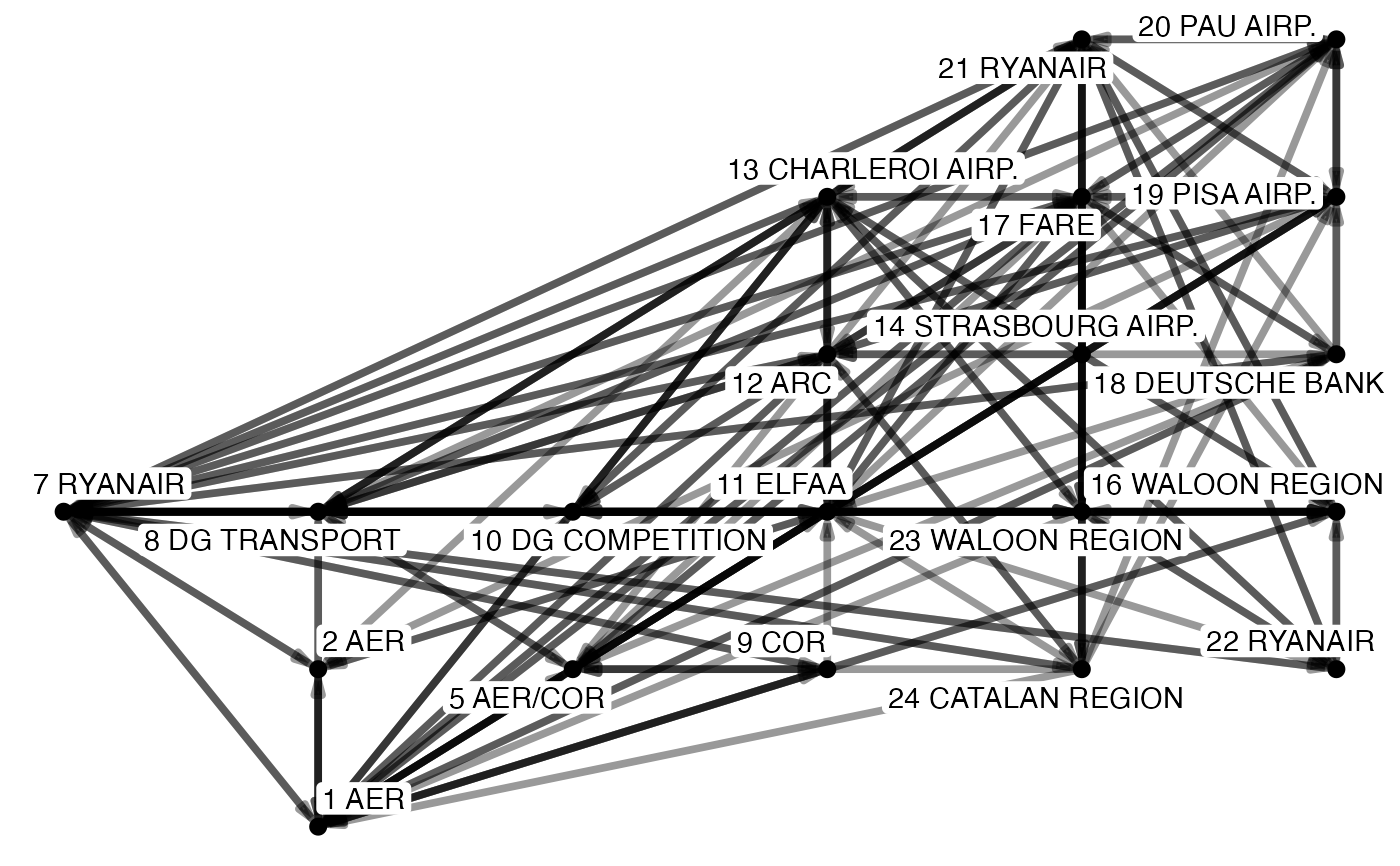 20 PAU AIRP.
21 RYANAIR
13 CHARLEROI AIRP.
19 PISA AIRP.
17 FARE
14 STRASBOURG AIRP.
12 ARC
18 DEUTSCHE BANK
7 RYANAIR
11 ELFAA
16 WALOON REGION
8 DG TRANSPORT
10 DG COMPETITION
23 WALOON REGION
2 AER
9 COR
22 RYANAIR
5 AER/COR
24 CATALAN REGION
1 AER